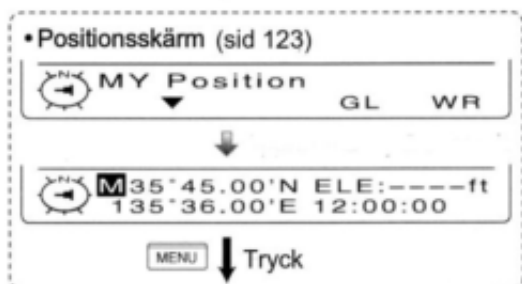 •Positionsskärm (sid 123)
N MY Position
▼ GL WR
N M 35°45.00'N ELE:----ft
135°36.00'E 12:00:00
MENU Tryck